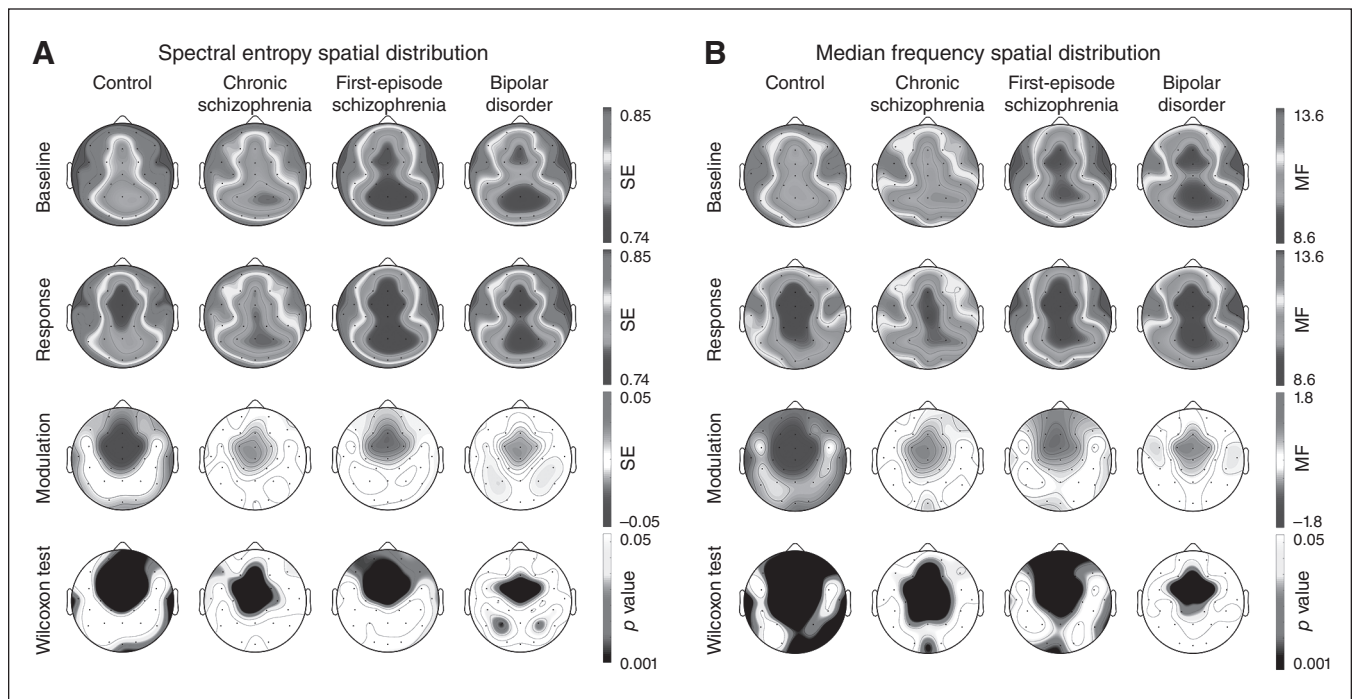 A
Spectral entropy spatial distribution
Control
Chronic
schizophrenia
First-episode
schizophrenia
Bipolar
disorder
Baseline
0.85
SE
0.74
Response
0.85
SE
0.74
Modulation
0.05
SE
–0.05
Wilcoxon test
0.05
p value
0.001
B
Median frequency spatial distribution
Control
Chronic
schizophrenia
First-episode
schizophrenia
Bipolar
disorder
Baseline
13.6
MF
8.6
Response
13.6
MF
8.6
Modulation
1.8
MF
–1.8
Wilcoxon test
0.05
p value
0.001